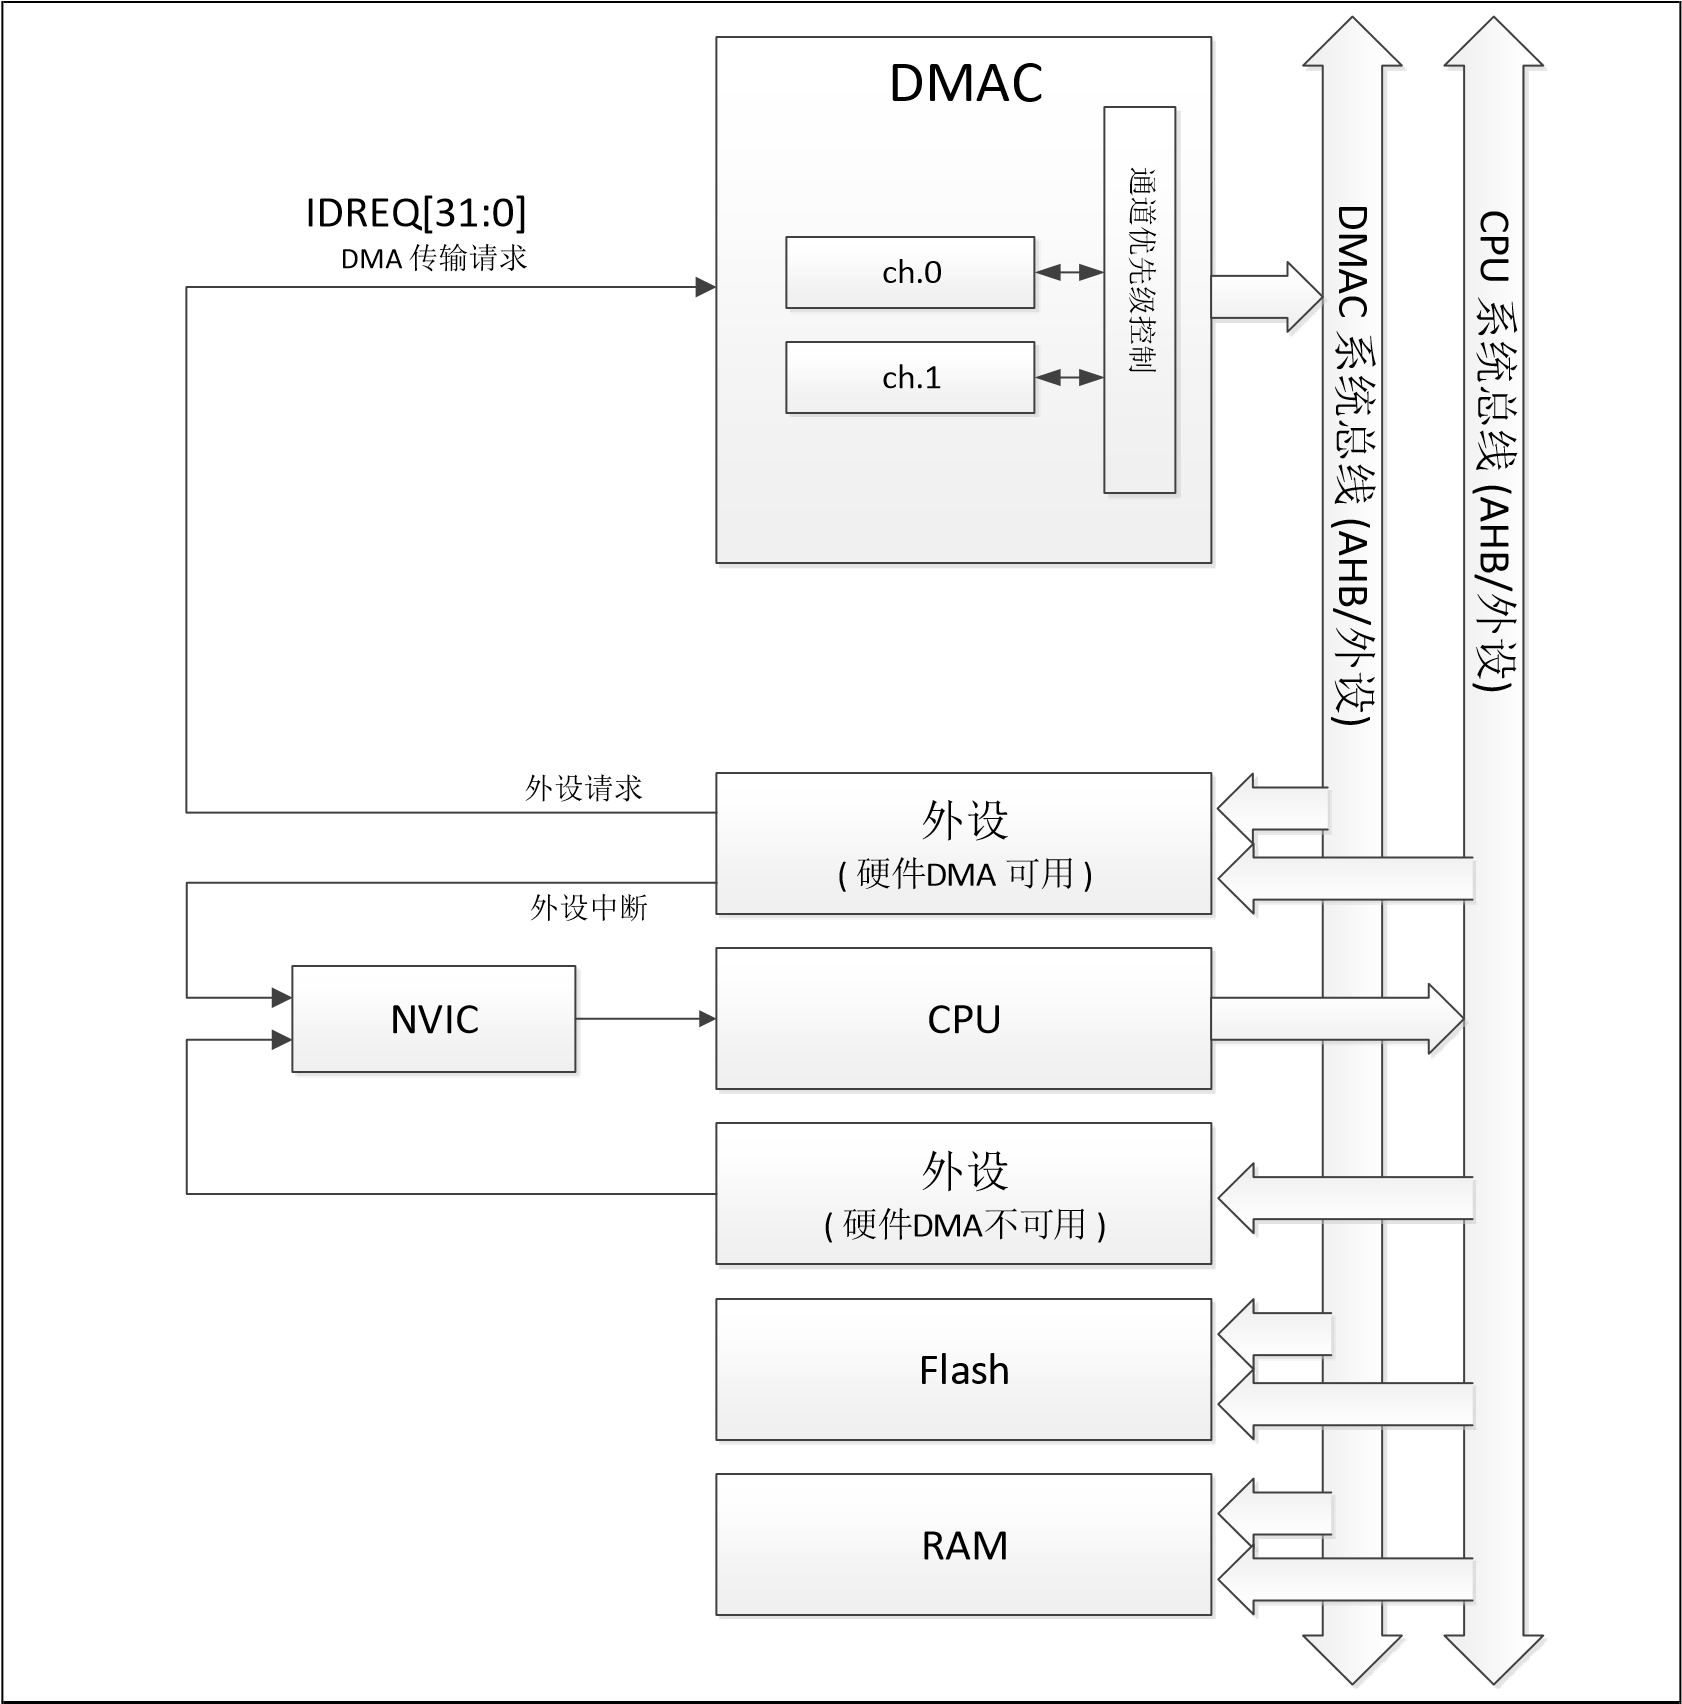 DMAC
IDREQ[31:0]
DMA 传输请求
ch.0
ch.1
通道优先级控制
DMAC 系统总线 (AHB/外设)
CPU 系统总线 (AHB/外设)
外设请求
外设
( 硬件DMA 可用 )
外设中断
NVIC
CPU
外设
( 硬件DMA不可用 )
Flash
RAM